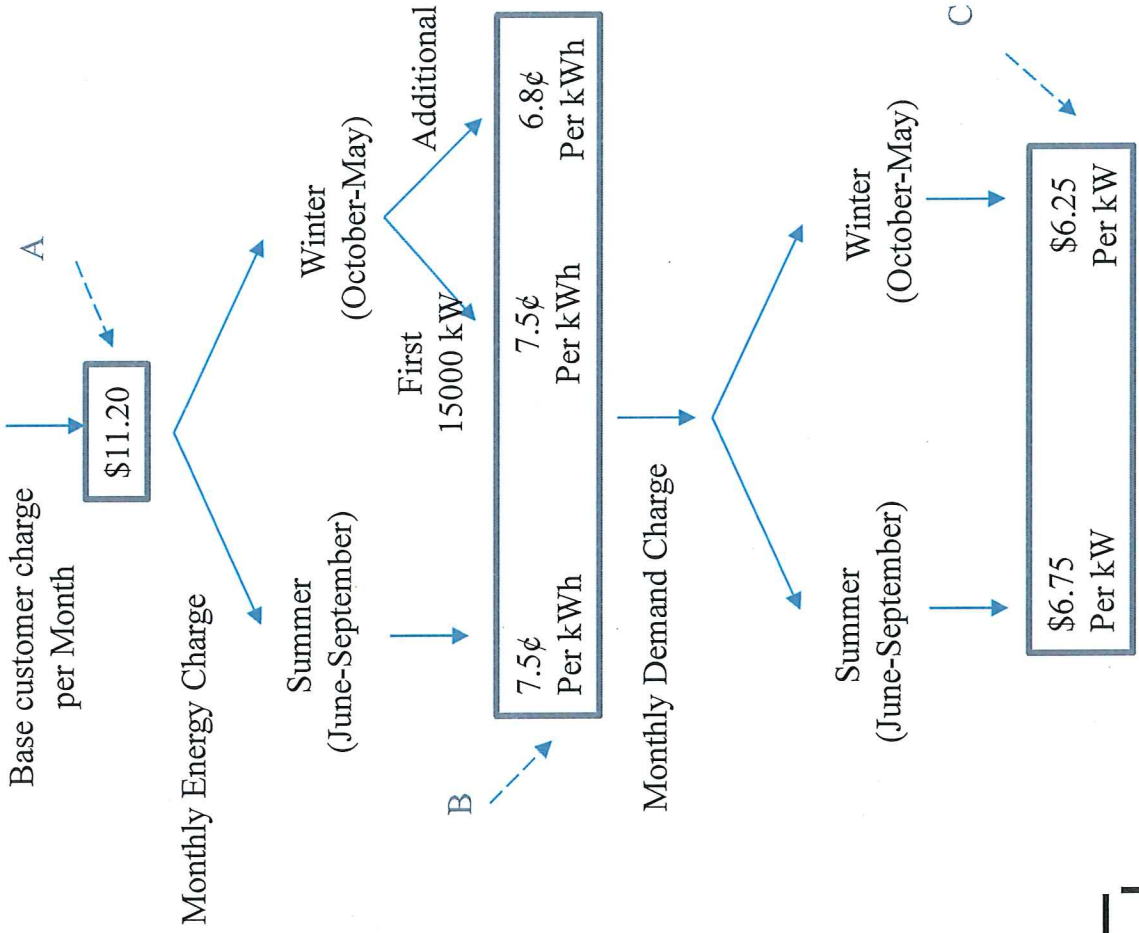 Base customer charge
per Month
A
$11.20
Monthly Energy Charge
Summer
(June-September)
Winter
(October-May)
First
15000 kW
Additional
B
7.5¢
Per kWh
7.5¢
Per kWh
6.8¢
Per kWh
Monthly Demand Charge
Summer
(June-September)
Winter
(October-May)
C
$6.75
Per kW
$6.25
Per kW